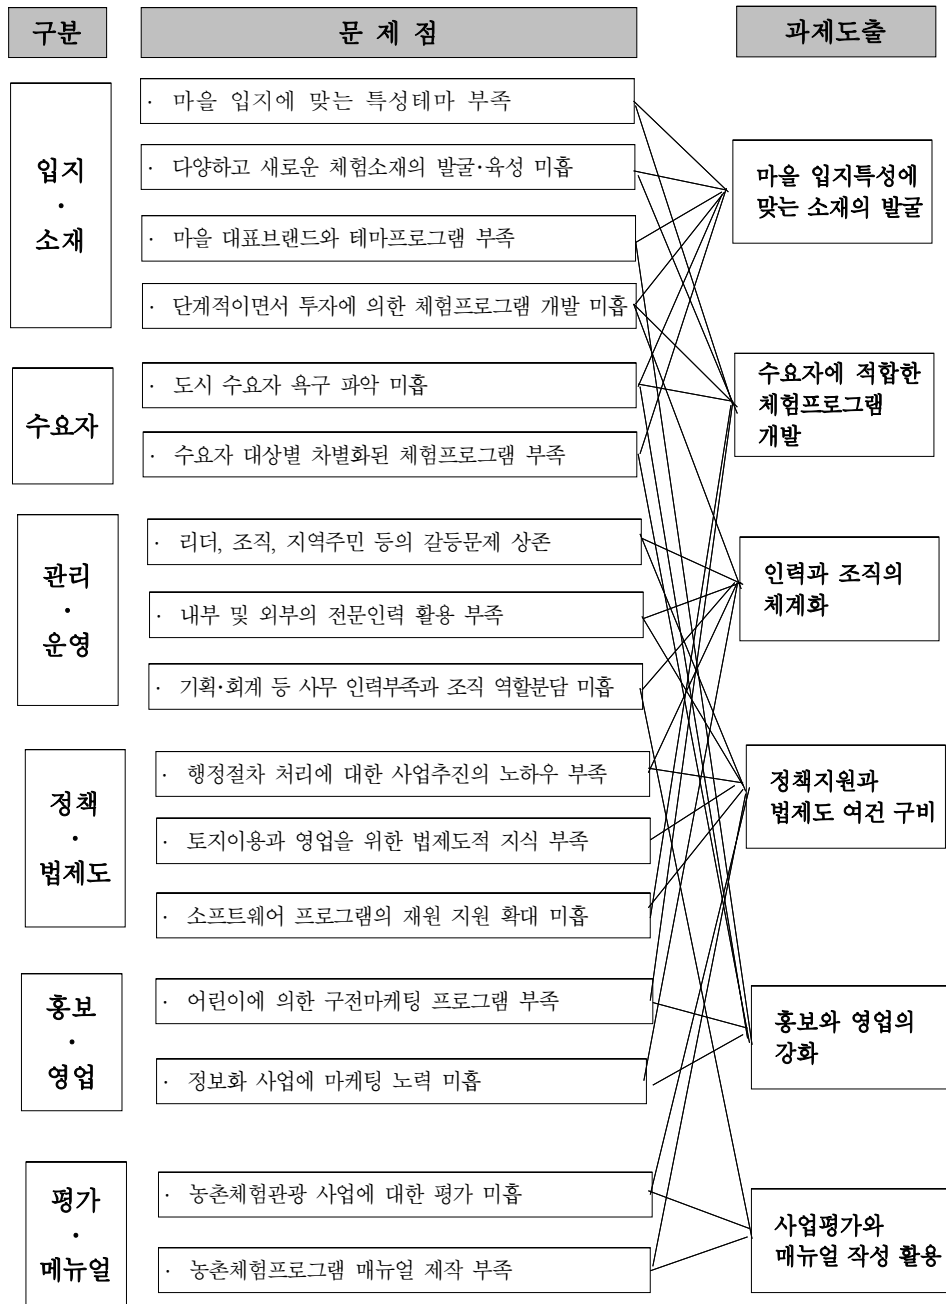 구분
문 제 점
과제도출
입지
·
소재
· 마을 입지에 맞는 특성테마 부족
· 다양하고 새로운 체험소재의 발굴·육성 미흡
· 마을 대표브랜드와 테마프로그램 부족
· 단계적이면서 투자에 의한 체험프로그램 개발 미흡
수요자
· 도시 수요자 욕구 파악 미흡
· 수요자 대상별 차별화된 체험프로그램 부족
관리
·
운영
· 리더, 조직, 지역주민 등의 갈등문제 상존
· 내부 및 외부의 전문인력 활용 부족
· 기획·회계 등 사무 인력부족과 조직 역할분담 미흡
정책
·
법제도
· 행정절차 처리에 대한 사업추진의 노하우 부족
· 토지이용과 영업을 위한 법제도적 지식 부족
· 소프트웨어 프로그램의 재원 지원 확대 미흡
홍보
·
영업
· 어린이에 의한 구전마케팅 프로그램 부족
· 정보화 사업에 마케팅 노력 미흡
평가
·
매뉴얼
· 농촌체험관광 사업에 대한 평가 미흡
· 농촌체험프로그램 매뉴얼 제작 부족
마을 입지특성에
맞는 소재의 발굴
수요자에 적합한
체험프로그램
개발
인력과 조직의
체계화
정책지원과
법제도 여건 구비
홍보와 영업의
강화
사업평가와
매뉴얼 작성 활용